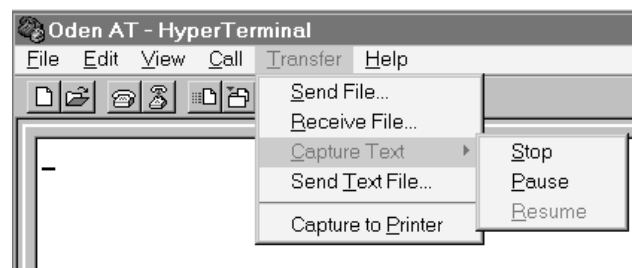 Oden AT - HyperTerminal
File Edit View Call Transfer Help
Send File...
Receive File...
Capture Text
Send Text File...
Capture to Printer
Stop
Pause
Resume